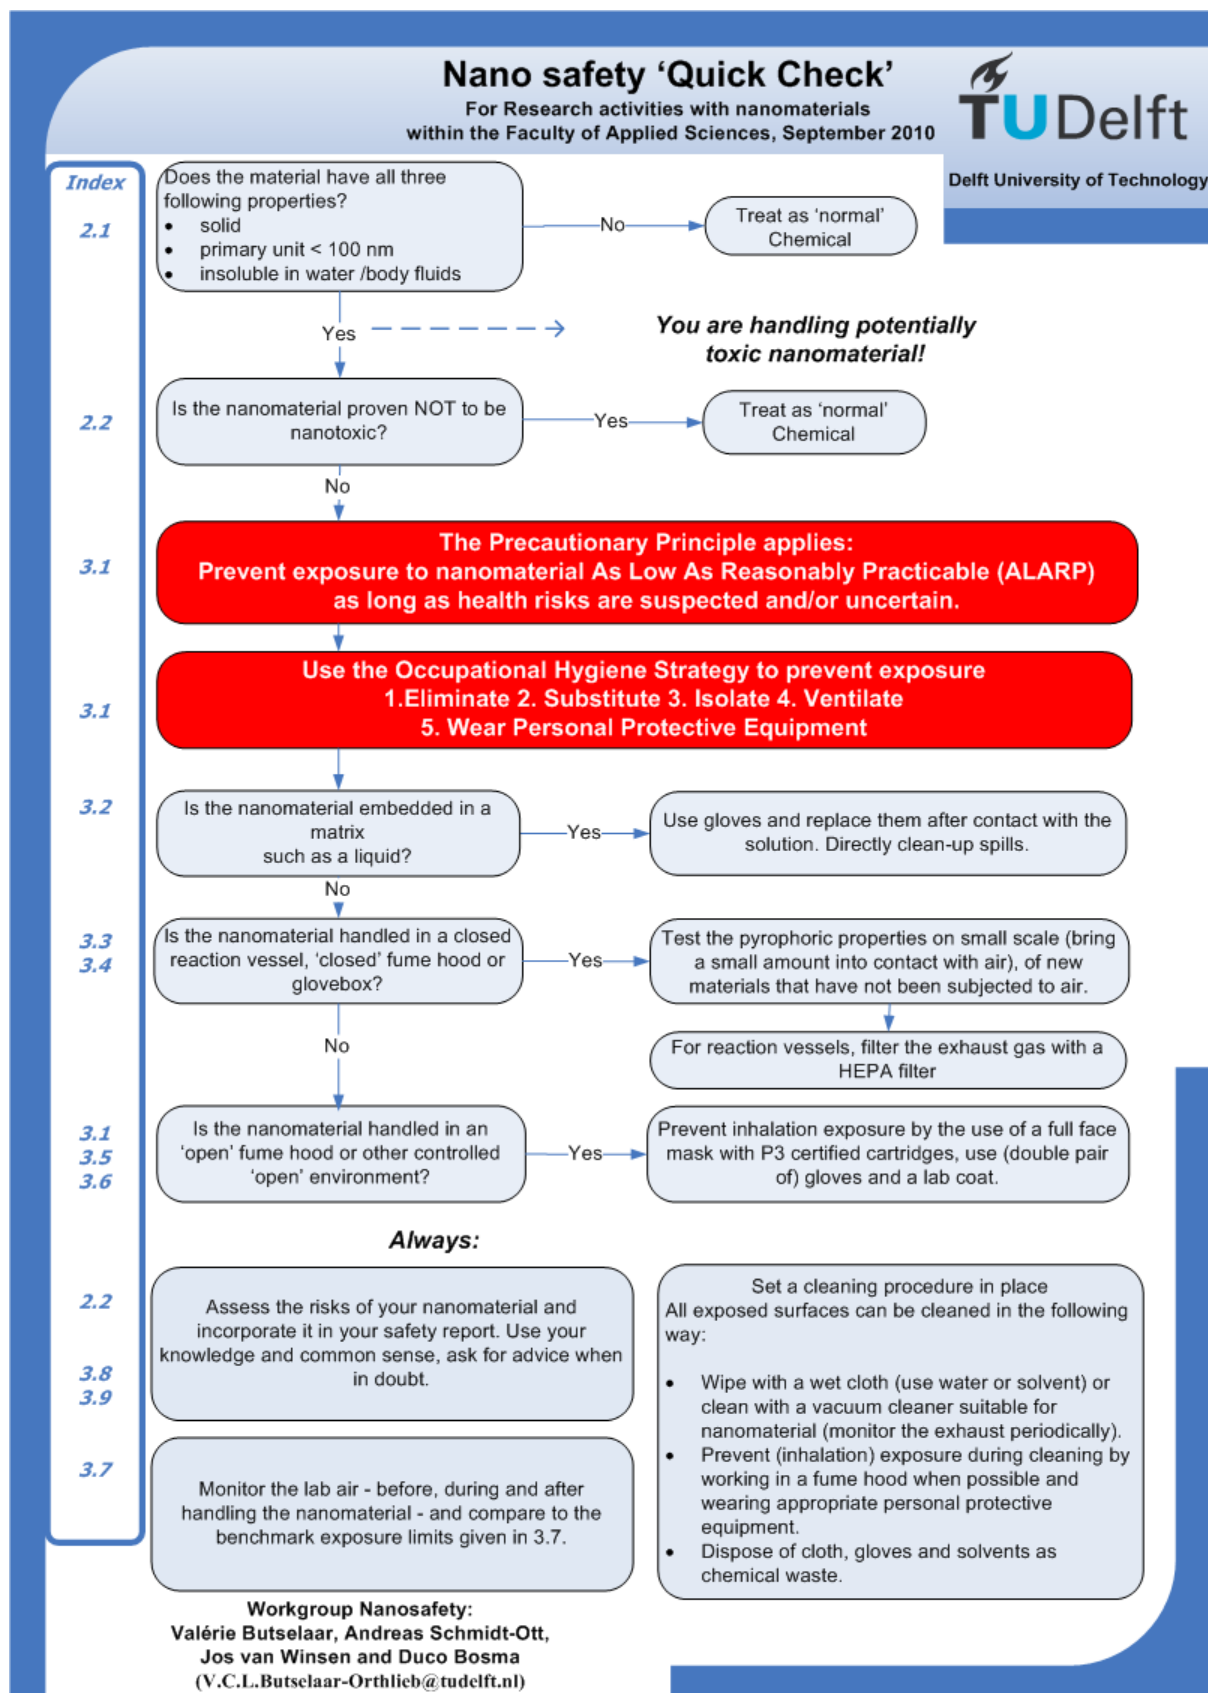 Nano safety ‘Quick Check’
For Research activities with nanomaterials
within the Faculty of Applied Sciences, September 2010
TUDelft
Delft University of Technology
Index
2.1
Does the material have all three
following properties?
• solid
• primary unit < 100 nm
• insoluble in water /body fluids
No
Treat as ‘normal’
Chemical
Yes
You are handling potentially
toxic nanomaterial!
2.2
Is the nanomaterial proven NOT to be
nanotoxic?
Yes
Treat as ‘normal’
Chemical
No
3.1
The Precautionary Principle applies:
Prevent exposure to nanomaterial As Low As Reasonably Practicable (ALARP)
as long as health risks are suspected and/or uncertain.
3.1
Use the Occupational Hygiene Strategy to prevent exposure
1.Eliminate 2. Substitute 3. Isolate 4. Ventilate
5. Wear Personal Protective Equipment
3.2
Is the nanomaterial embedded in a
matrix
such as a liquid?
Yes
Use gloves and replace them after contact with the
solution. Directly clean-up spills.
No
3.3
3.4
Is the nanomaterial handled in a closed
reaction vessel, ‘closed’ fume hood or
glovebox?
Yes
Test the pyrophoric properties on small scale (bring
a small amount into contact with air), of new
materials that have not been subjected to air.
For reaction vessels, filter the exhaust gas with a
HEPA filter
No
3.1
3.5
3.6
Is the nanomaterial handled in an
‘open’ fume hood or other controlled
‘open’ environment?
Yes
Prevent inhalation exposure by the use of a full face
mask with P3 certified cartridges, use (double pair
of) gloves and a lab coat.
Always:
2.2
3.8
3.9
Assess the risks of your nanomaterial and
incorporate it in your safety report. Use your
knowledge and common sense, ask for advice when
in doubt.
3.7
Monitor the lab air - before, during and after
handling the nanomaterial - and compare to the
benchmark exposure limits given in 3.7.
Set a cleaning procedure in place
All exposed surfaces can be cleaned in the following
way:
• Wipe with a wet cloth (use water or solvent) or
clean with a vacuum cleaner suitable for
nanomaterial (monitor the exhaust periodically).
• Prevent (inhalation) exposure during cleaning by
working in a fume hood when possible and
wearing appropriate personal protective
equipment.
• Dispose of cloth, gloves and solvents as
chemical waste.
Workgroup Nanosafety:
Valérie Butselaar, Andreas Schmidt-Ott,
Jos van Winsen and Duco Bosma
(V.C.L.Butselaar-Orthlieb@tudelft.nl)